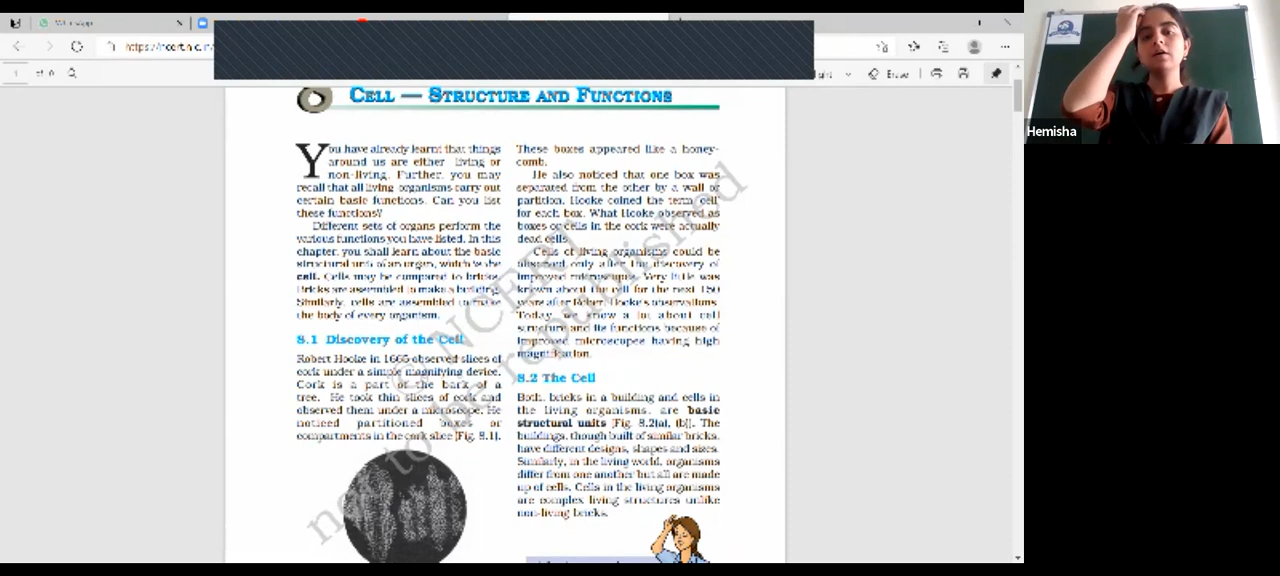 https://ncert.nic.in/
1 of 6
Erase
CELL — STRUCTURE AND FUNCTIONS
You have already learnt that things
around us are either living or
non-living. Further, you may
recall that all living organisms carry out
certain basic functions. Can you list
these functions?
Different sets of organs perform the
various functions you have listed. In this
chapter, you shall learn about the basic
structural unit of an organ, which is the
cell. Cells may be compared to bricks.
Bricks are assembled to make a building.
Similarly, cells are assembled to make
the body of every organism.
8.1 Discovery of the Cell
Robert Hooke in 1665 observed slices of
cork under a simple magnifying device.
Cork is a part of the bark of a
tree. He took thin slices of cork and
observed them under a microscope. He
noticed partitioned boxes or
compartments in the cork slice [Fig. 8.1].
These boxes appeared like a honey-
comb.
He also noticed that one box was
separated from the other by a wall or
partition. Hooke coined the term cell
for each box. What Hooke observed as
boxes or cells in the cork were actually
dead cells.
Cells of living organisms could be
observed only after the discovery of
improved microscopes. Very little was
known about the cell for the next 150
years after Robert Hooke's observations.
Today, we know a lot about cell
structure and its functions because of
improved microscopes having high
magnification.
8.2 The Cell
Both, bricks in a building and cells in
the living organisms, are basic
structural units [Fig. 8.2(a), (b)]. The
buildings, though built of similar bricks,
have different designs, shapes and sizes.
Similarly, in the living world, organisms
differ from one another but all are made
up of cells. Cells in the living organisms
are complex living structures unlike
non-living bricks.
© NCERT
not to be republished
Hemisha